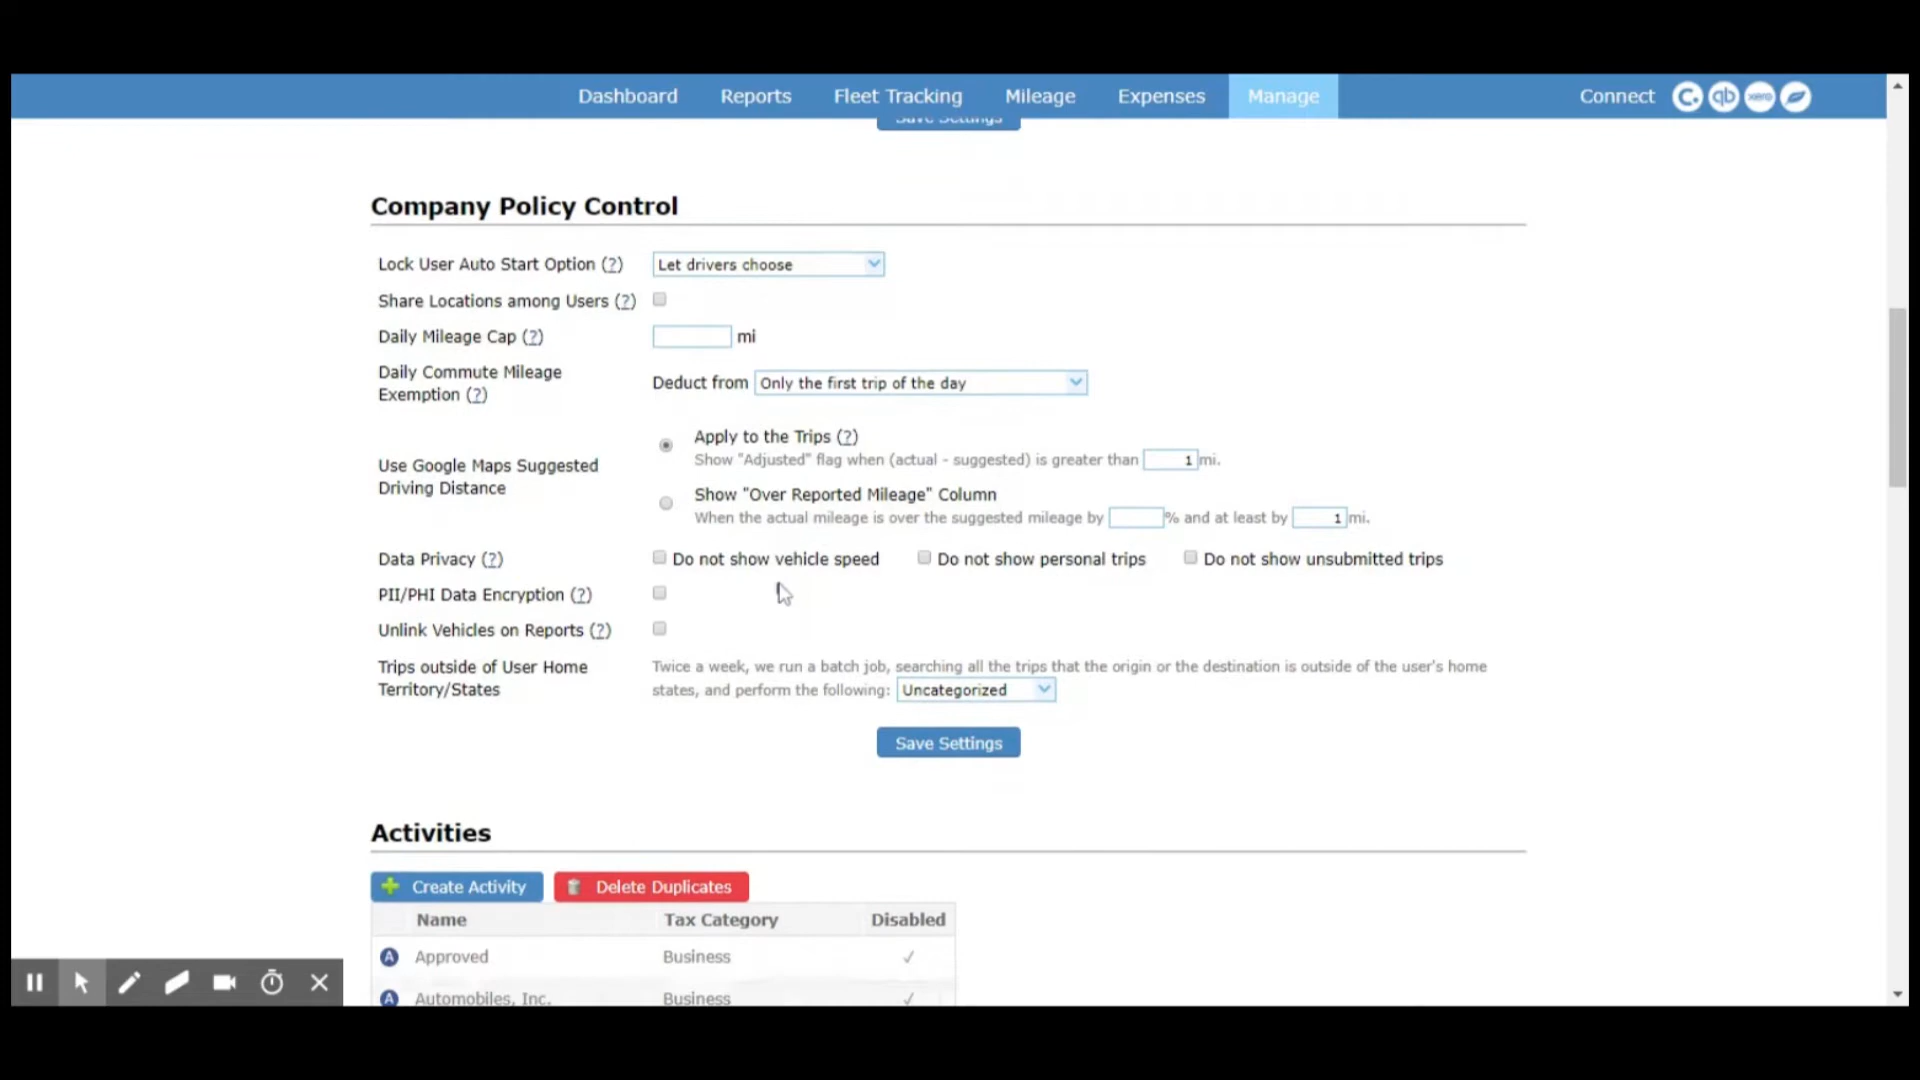 Dashboard Reports Fleet Tracking Mileage Expenses Manage Connect C. qb xero
Save Settings
Company Policy Control
Lock User Auto Start Option (?) Let drivers choose
Share Locations among Users (?)
Daily Mileage Cap (?) mi
Daily Commute Mileage
Exemption (?)
Deduct from Only the first trip of the day
Use Google Maps Suggested
Driving Distance
Apply to the Trips (?)
Show "Adjusted" flag when (actual - suggested) is greater than 1 mi.
Show "Over Reported Mileage" Column
When the actual mileage is over the suggested mileage by % and at least by 1 mi.
Data Privacy (?) Do not show vehicle speed Do not show personal trips Do not show unsubmitted trips
PII/PHI Data Encryption (?)
Unlink Vehicles on Reports (?)
Trips outside of User Home
Territory/States
Twice a week, we run a batch job, searching all the trips that the origin or the destination is outside of the user's home
states, and perform the following: Uncategorized
Save Settings
Activities
Create Activity Delete Duplicates
Name Tax Category Disabled
A Approved Business ✓
A Automobiles, Inc. Business ✓